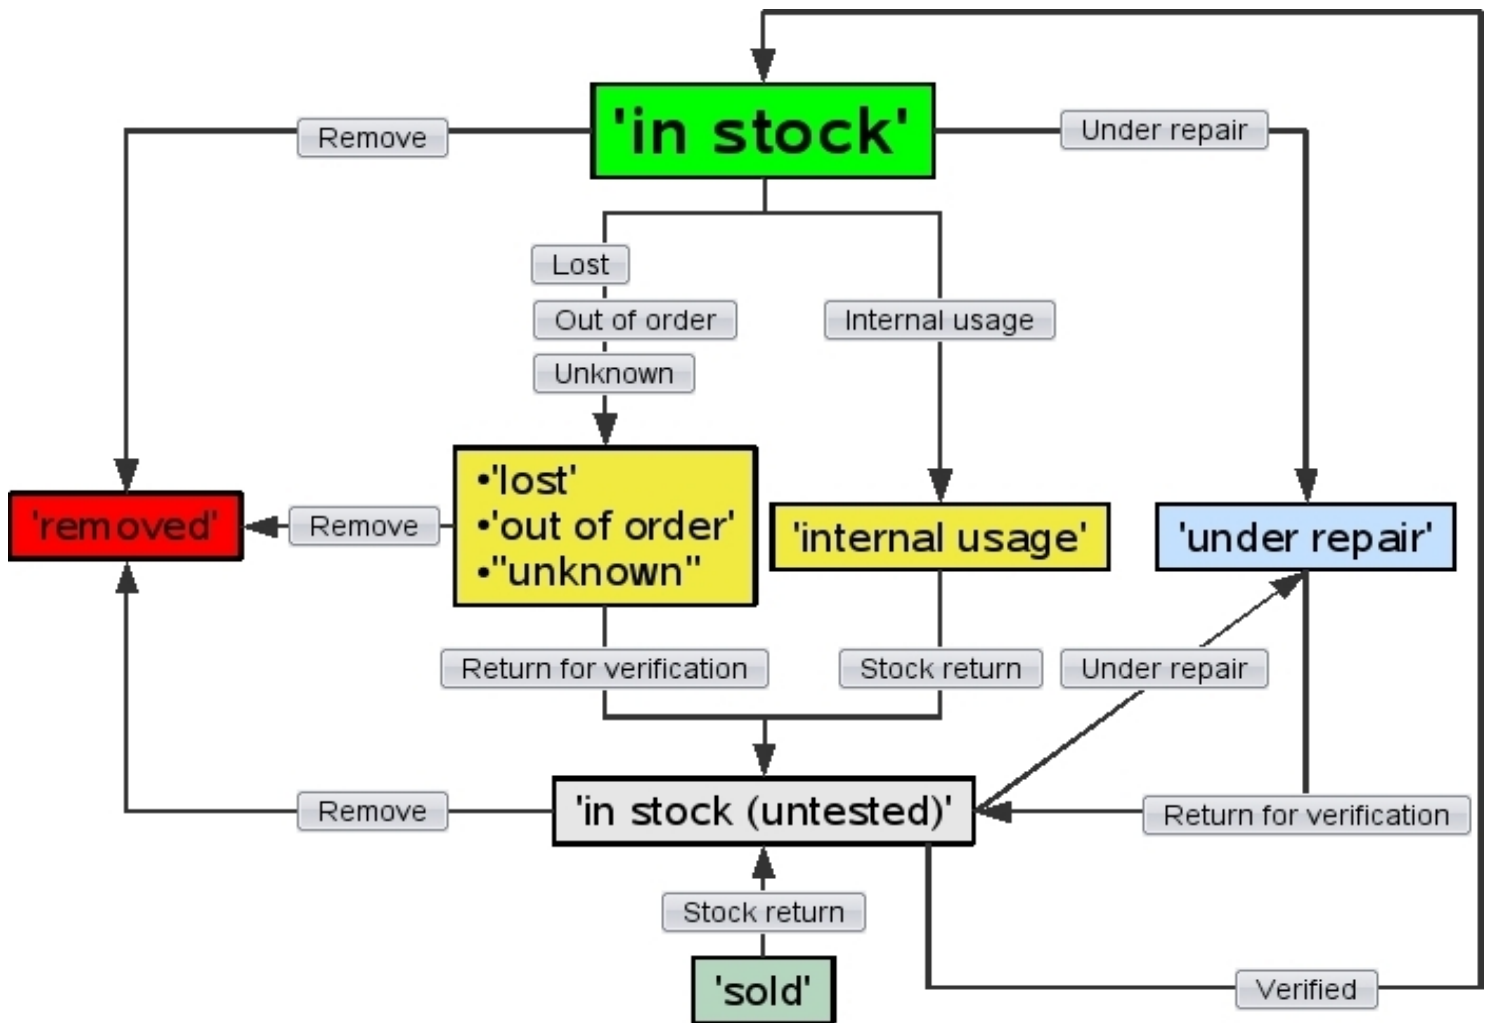 'in stock'
Remove
Under repair
Lost
Out of order
Internal usage
Unknown
•'lost'
•'out of order'
•"unknown"
'removed'
Remove
'internal usage'
'under repair'
Return for verification
Stock return
Under repair
Remove
'in stock (untested)'
Return for verification
Stock return
'sold'
Verified